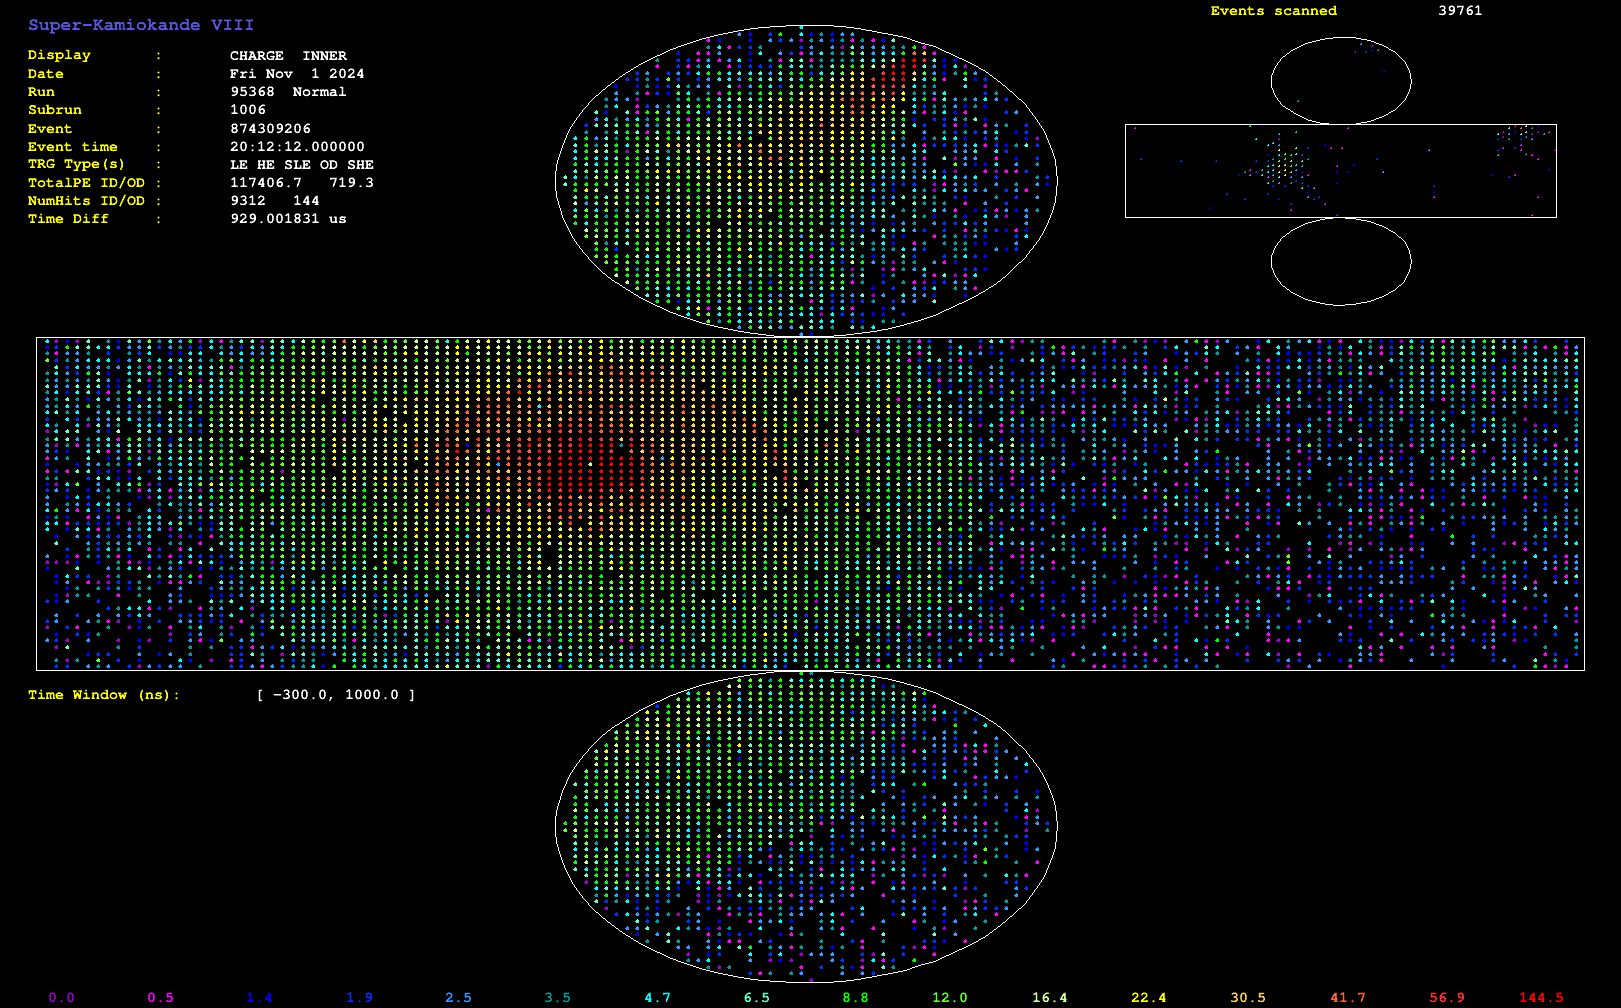 Super-Kamiokande VIII
Events scanned 39761
Display : CHARGE INNER
Date : Fri Nov 1 2024
Run : 95368 Normal
Subrun : 1006
Event : 874309206
Event time : 20:12:12.000000
TRG Type(s) : LE HE SLE OD SHE
TotalPE ID/OD : 117406.7 719.3
NumHits ID/OD : 9312 144
Time Diff : 929.001831 us
Time Window (ns): [ −300.0, 1000.0 ]
0.0 0.5 1.4 1.9 2.5 3.5 4.7 6.5 8.8 12.0 16.4 22.4 30.5 41.7 56.9 144.5